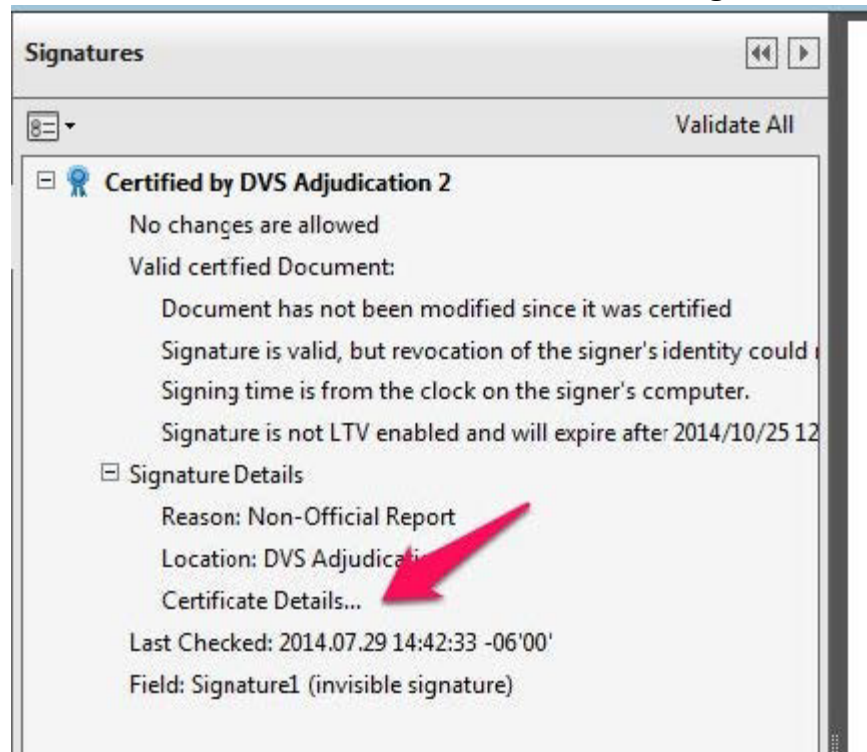 Signatures
Validate All
Certified by DVS Adjudication 2
No changes are allowed
Valid certified Document:
Document has not been modified since it was certified
Signature is valid, but revocation of the signer's identity could
Signing time is from the clock on the signer's computer.
Signature is not LTV enabled and will expire after 2014/10/25 12
Signature Details
Reason: Non-Official Report
Location: DVS
Certificate Details...
Last Checked: 2014.07.29 14:42:33 -06'00'
Field: Signature1 (invisible signature)